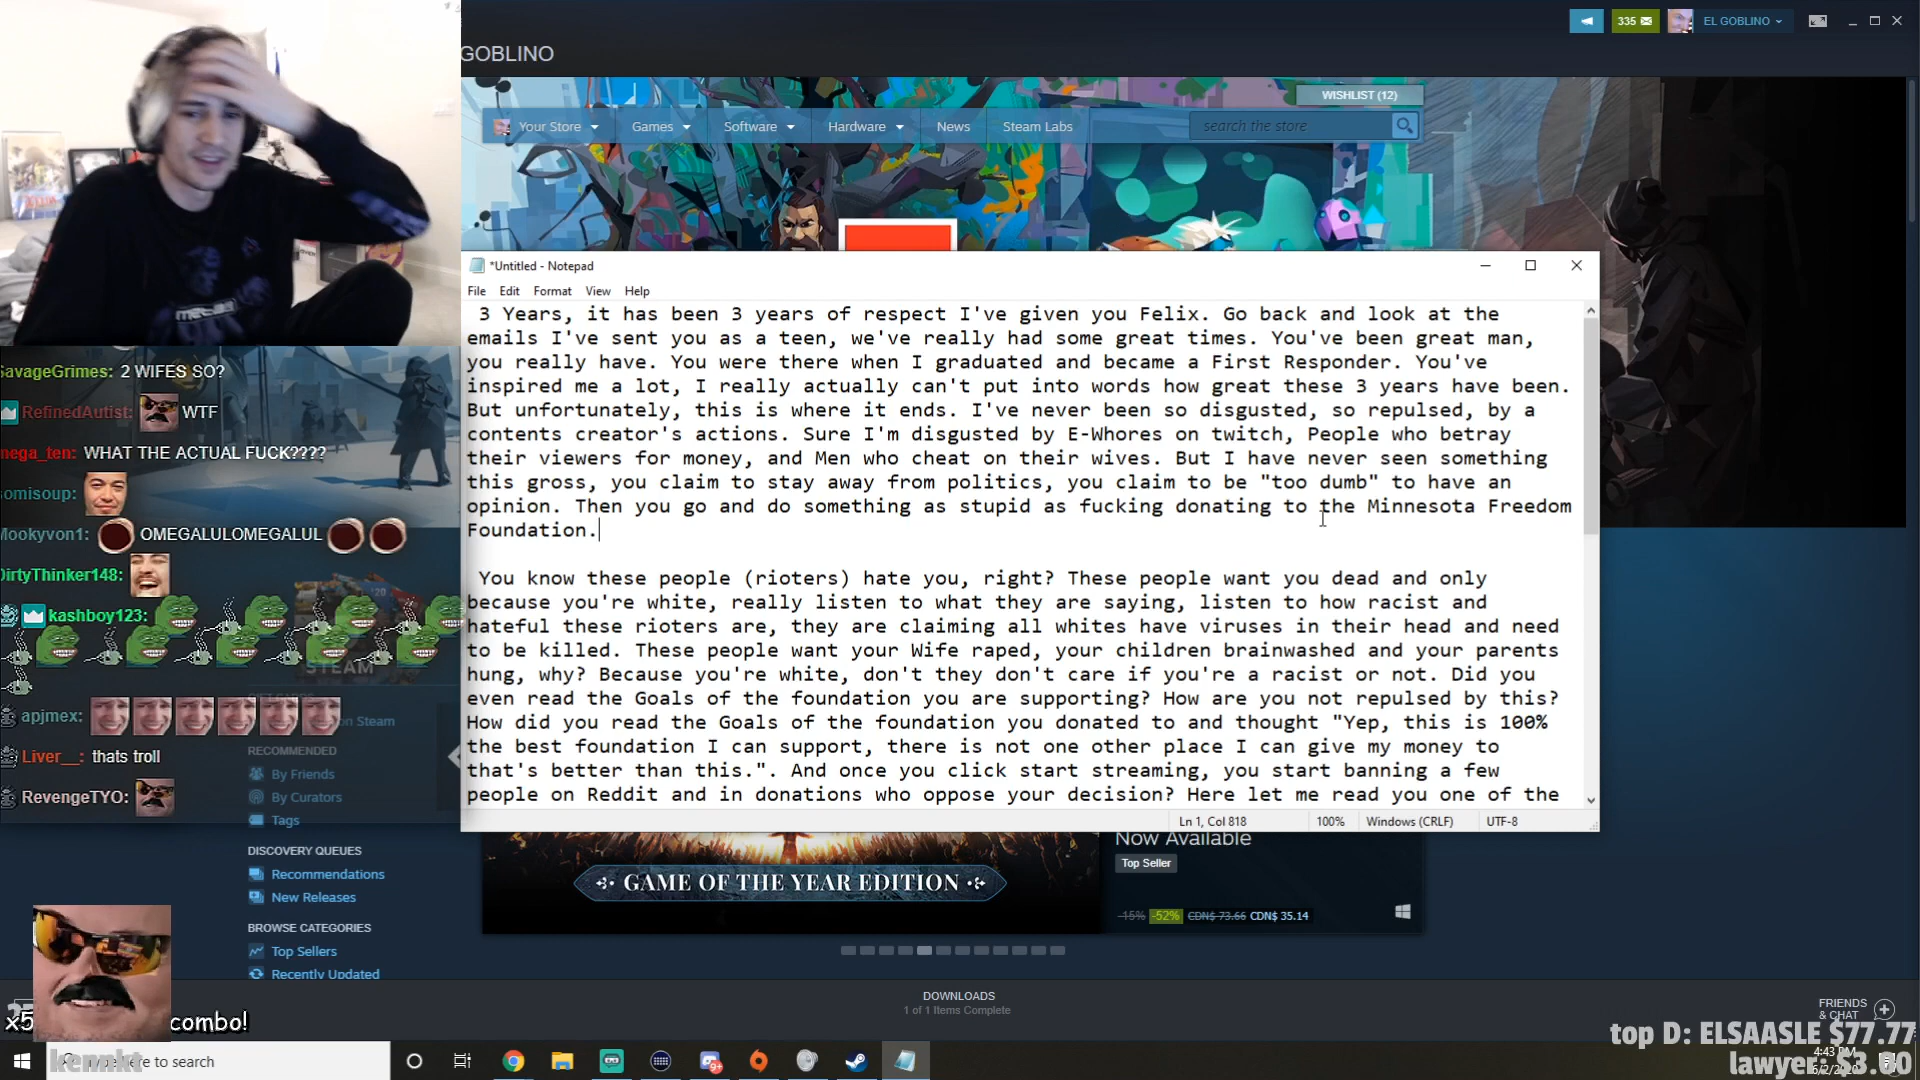 335
EL GOBLINO
GOBLINO
WISHLIST (12)
Your Store
Games
Software
Hardware
News
Steam Labs
search the store
*Untitled - Notepad
File Edit Format View Help
3 Years, it has been 3 years of respect I've given you Felix. Go back and look at the
emails I've sent you as a teen, we've really had some great times. You've been great man,
you really have. You were there when I graduated and became a First Responder. You've
inspired me a lot, I really actually can't put into words how great these 3 years have been.
But unfortunately, this is where it ends. I've never been so disgusted, so repulsed, by a
contents creator's actions. Sure I'm disgusted by E-Whores on twitch, People who betray
their viewers for money, and Men who cheat on their wives. But I have never seen something
this gross, you claim to stay away from politics, you claim to be "too dumb" to have an
opinion. Then you go and do something as stupid as fucking donating to the Minnesota Freedom
Foundation.
You know these people (rioters) hate you, right? These people want you dead and only
because you're white, really listen to what they are saying, listen to how racist and
hateful these rioters are, they are claiming all whites have viruses in their head and need
to be killed. These people want your Wife raped, your children brainwashed and your parents
hung, why? Because you're white, don't they don't care if you're a racist or not. Did you
even read the Goals of the foundation you are supporting? How are you not repulsed by this?
How did you read the Goals of the foundation you donated to and thought "Yep, this is 100%
the best foundation I can support, there is not one other place I can give my money to
that's better than this.". And once you click start streaming, you start banning a few
people on Reddit and in donations who oppose your decision? Here let me read you one of the
Ln 1, Col 818
100%
Windows (CRLF)
UTF-8
SavageGrimes: 2 WIFES SO?
RefinedAutist: WTF
mega_ten: WHAT THE ACTUAL FUCK????
somisoup:
Mookyvon1: OMEGALULOMEGALUL
DirtyThinker148:
kashboy123:
apjmex:
Liver__: thats troll
RevengeTYO:
STEAM
on Steam
RECOMMENDED
By Friends
By Curators
Tags
DISCOVERY QUEUES
Recommendations
New Releases
BROWSE CATEGORIES
Top Sellers
Recently Updated
GAME OF THE YEAR EDITION
Now Available
Top Seller
-15% -52% CDN$ 73.66 CDN$ 35.14
DOWNLOADS
1 of 1 Items Complete
FRIENDS
& CHAT
x5
combo!
kennkt
here to search
top D: ELSAASLE $77.77
lawyer: $3.00
4:43 PM